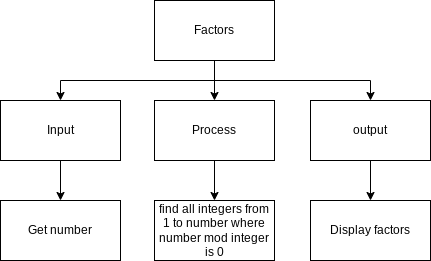 Factors
Input
Process
output
Get number
find all integers from
1 to number where
number mod integer
is 0
Display factors